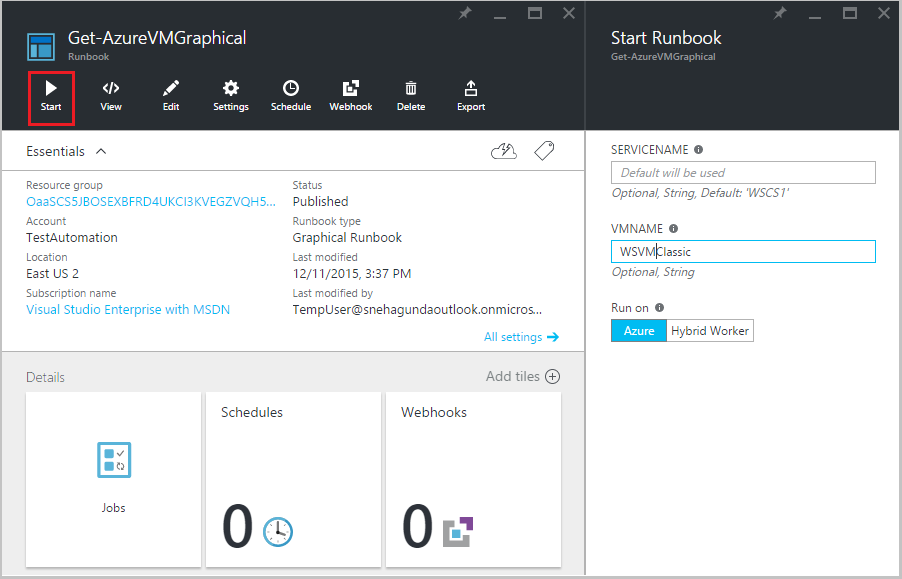 Get-AzureVMGraphical
Runbook
Start
View
Edit
Settings
Schedule
Webhook
Delete
Export
Essentials
Resource group
OaaSCS5JBOSEXBFRD4UKCI3KVEGZVQH5...
Account
TestAutomation
Location
East US 2
Subscription name
Visual Studio Enterprise with MSDN
Status
Published
Runbook type
Graphical Runbook
Last modified
12/11/2015, 3:37 PM
Last modified by
TempUser@snehagundaoutlook.onmicros...
All settings
Details
Add tiles
Jobs
Schedules
0
Webhooks
0
Start Runbook
Get-AzureVMGraphical
SERVICENAME
Default will be used
Optional, String, Default: 'WSCS1'
VMNAME
WSVMClassic
Optional, String
Run on
Azure
Hybrid Worker